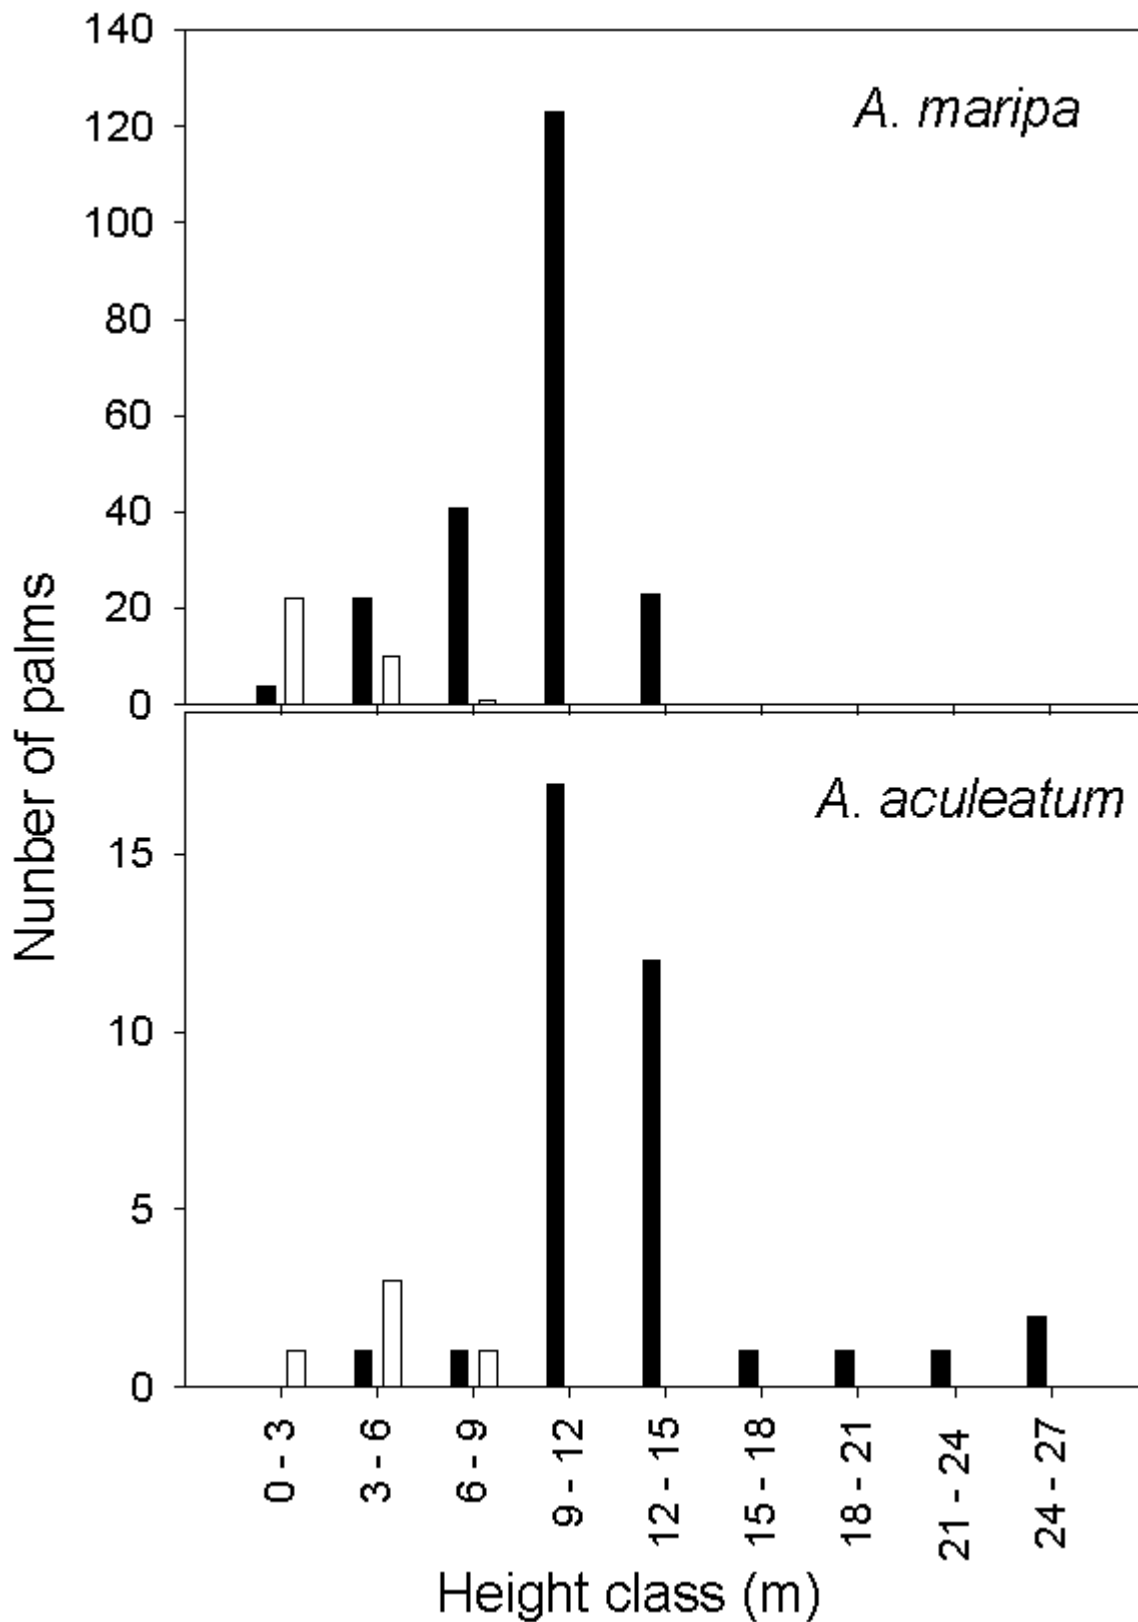 140
A. maripa
120
100
80
60
40
20
0
Nunber of palms
A. aculeatum
15
10
5
0
0 - 3
3 - 6
6 - 9
9 - 12
12 - 15
15 - 18
18 - 21
21 - 24
24 - 27
Height class (m)